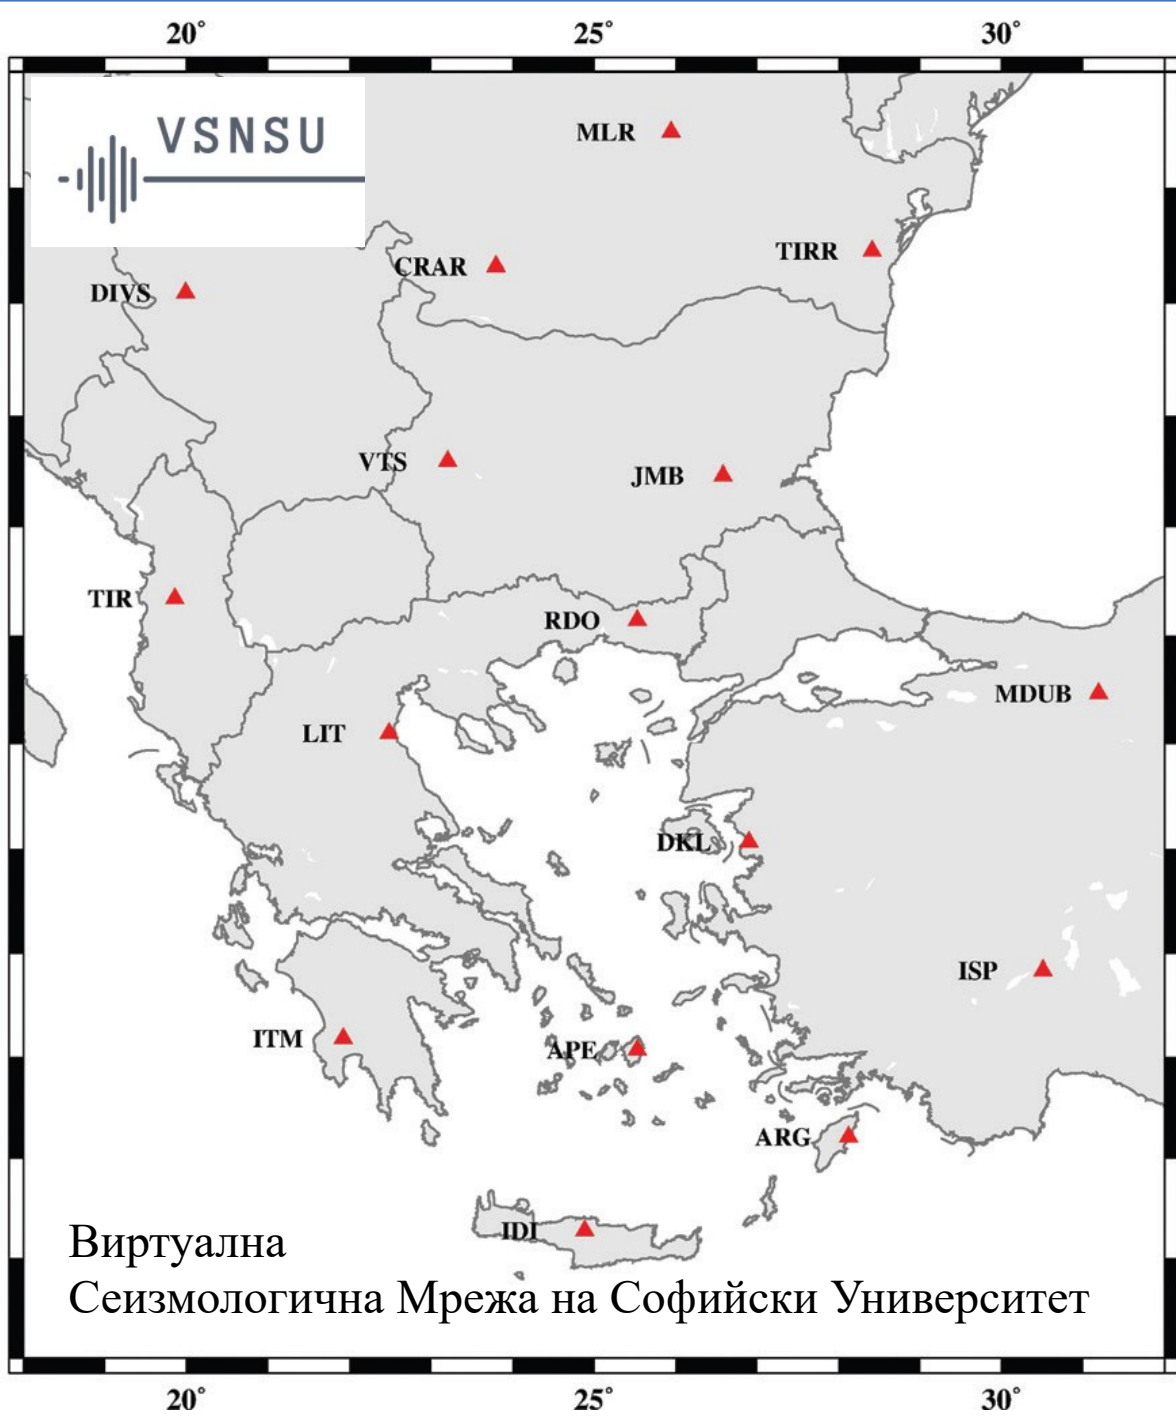 20° 25° 30°
VSNSU
MLR
TIRR
CRAR
DIVS
VTS
JMB
TIR
RDO
MDUB
LIT
DKL
ISP
ITM
APE
ARG
IDI
Виртуална
Сеизмологична Мрежа на Софийски Университет
20° 25° 30°